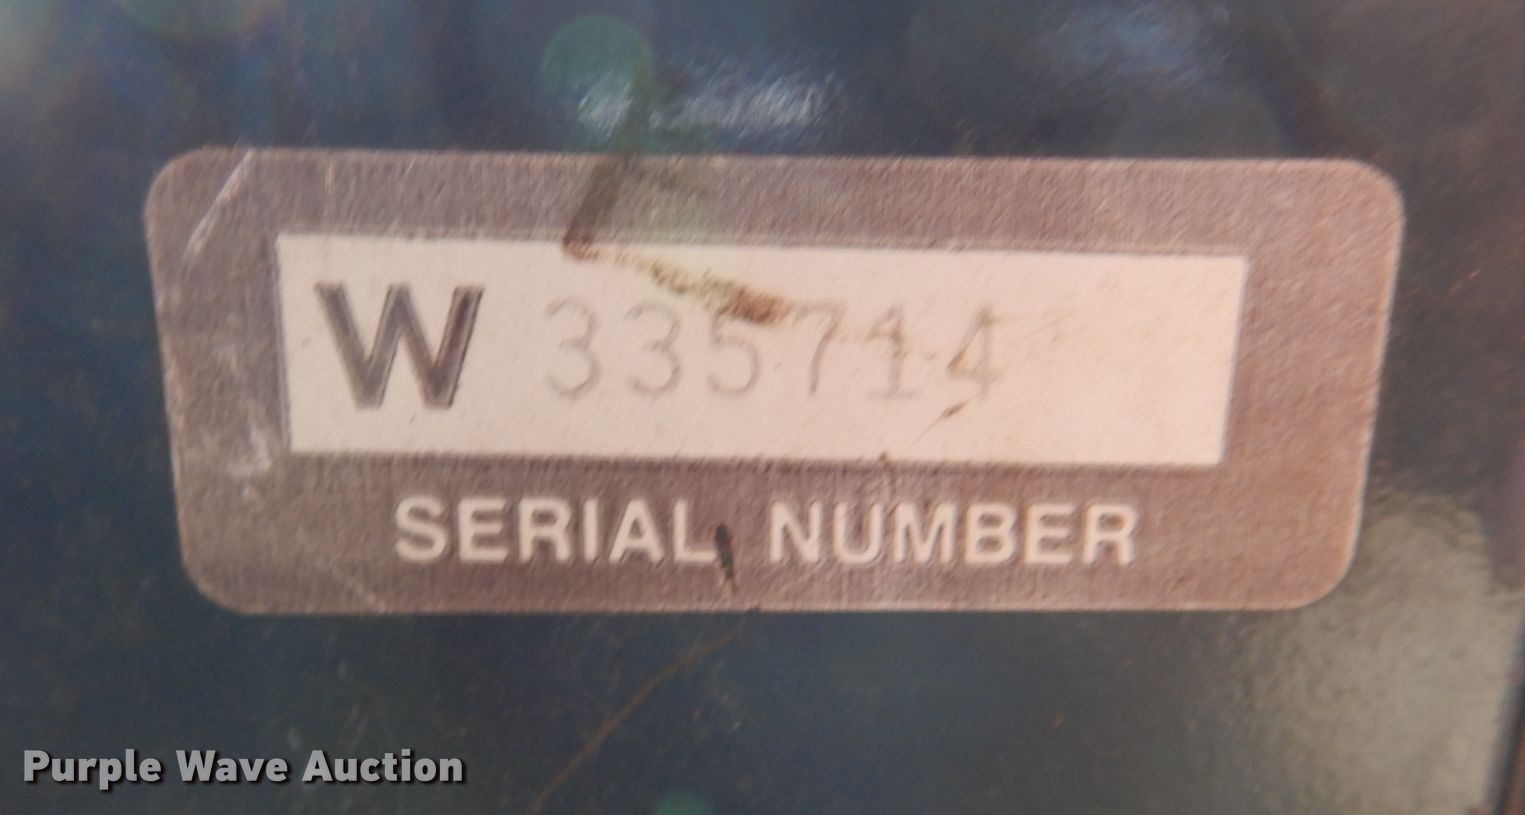 W 335714
SERIAL NUMBER
Purple Wave Auction